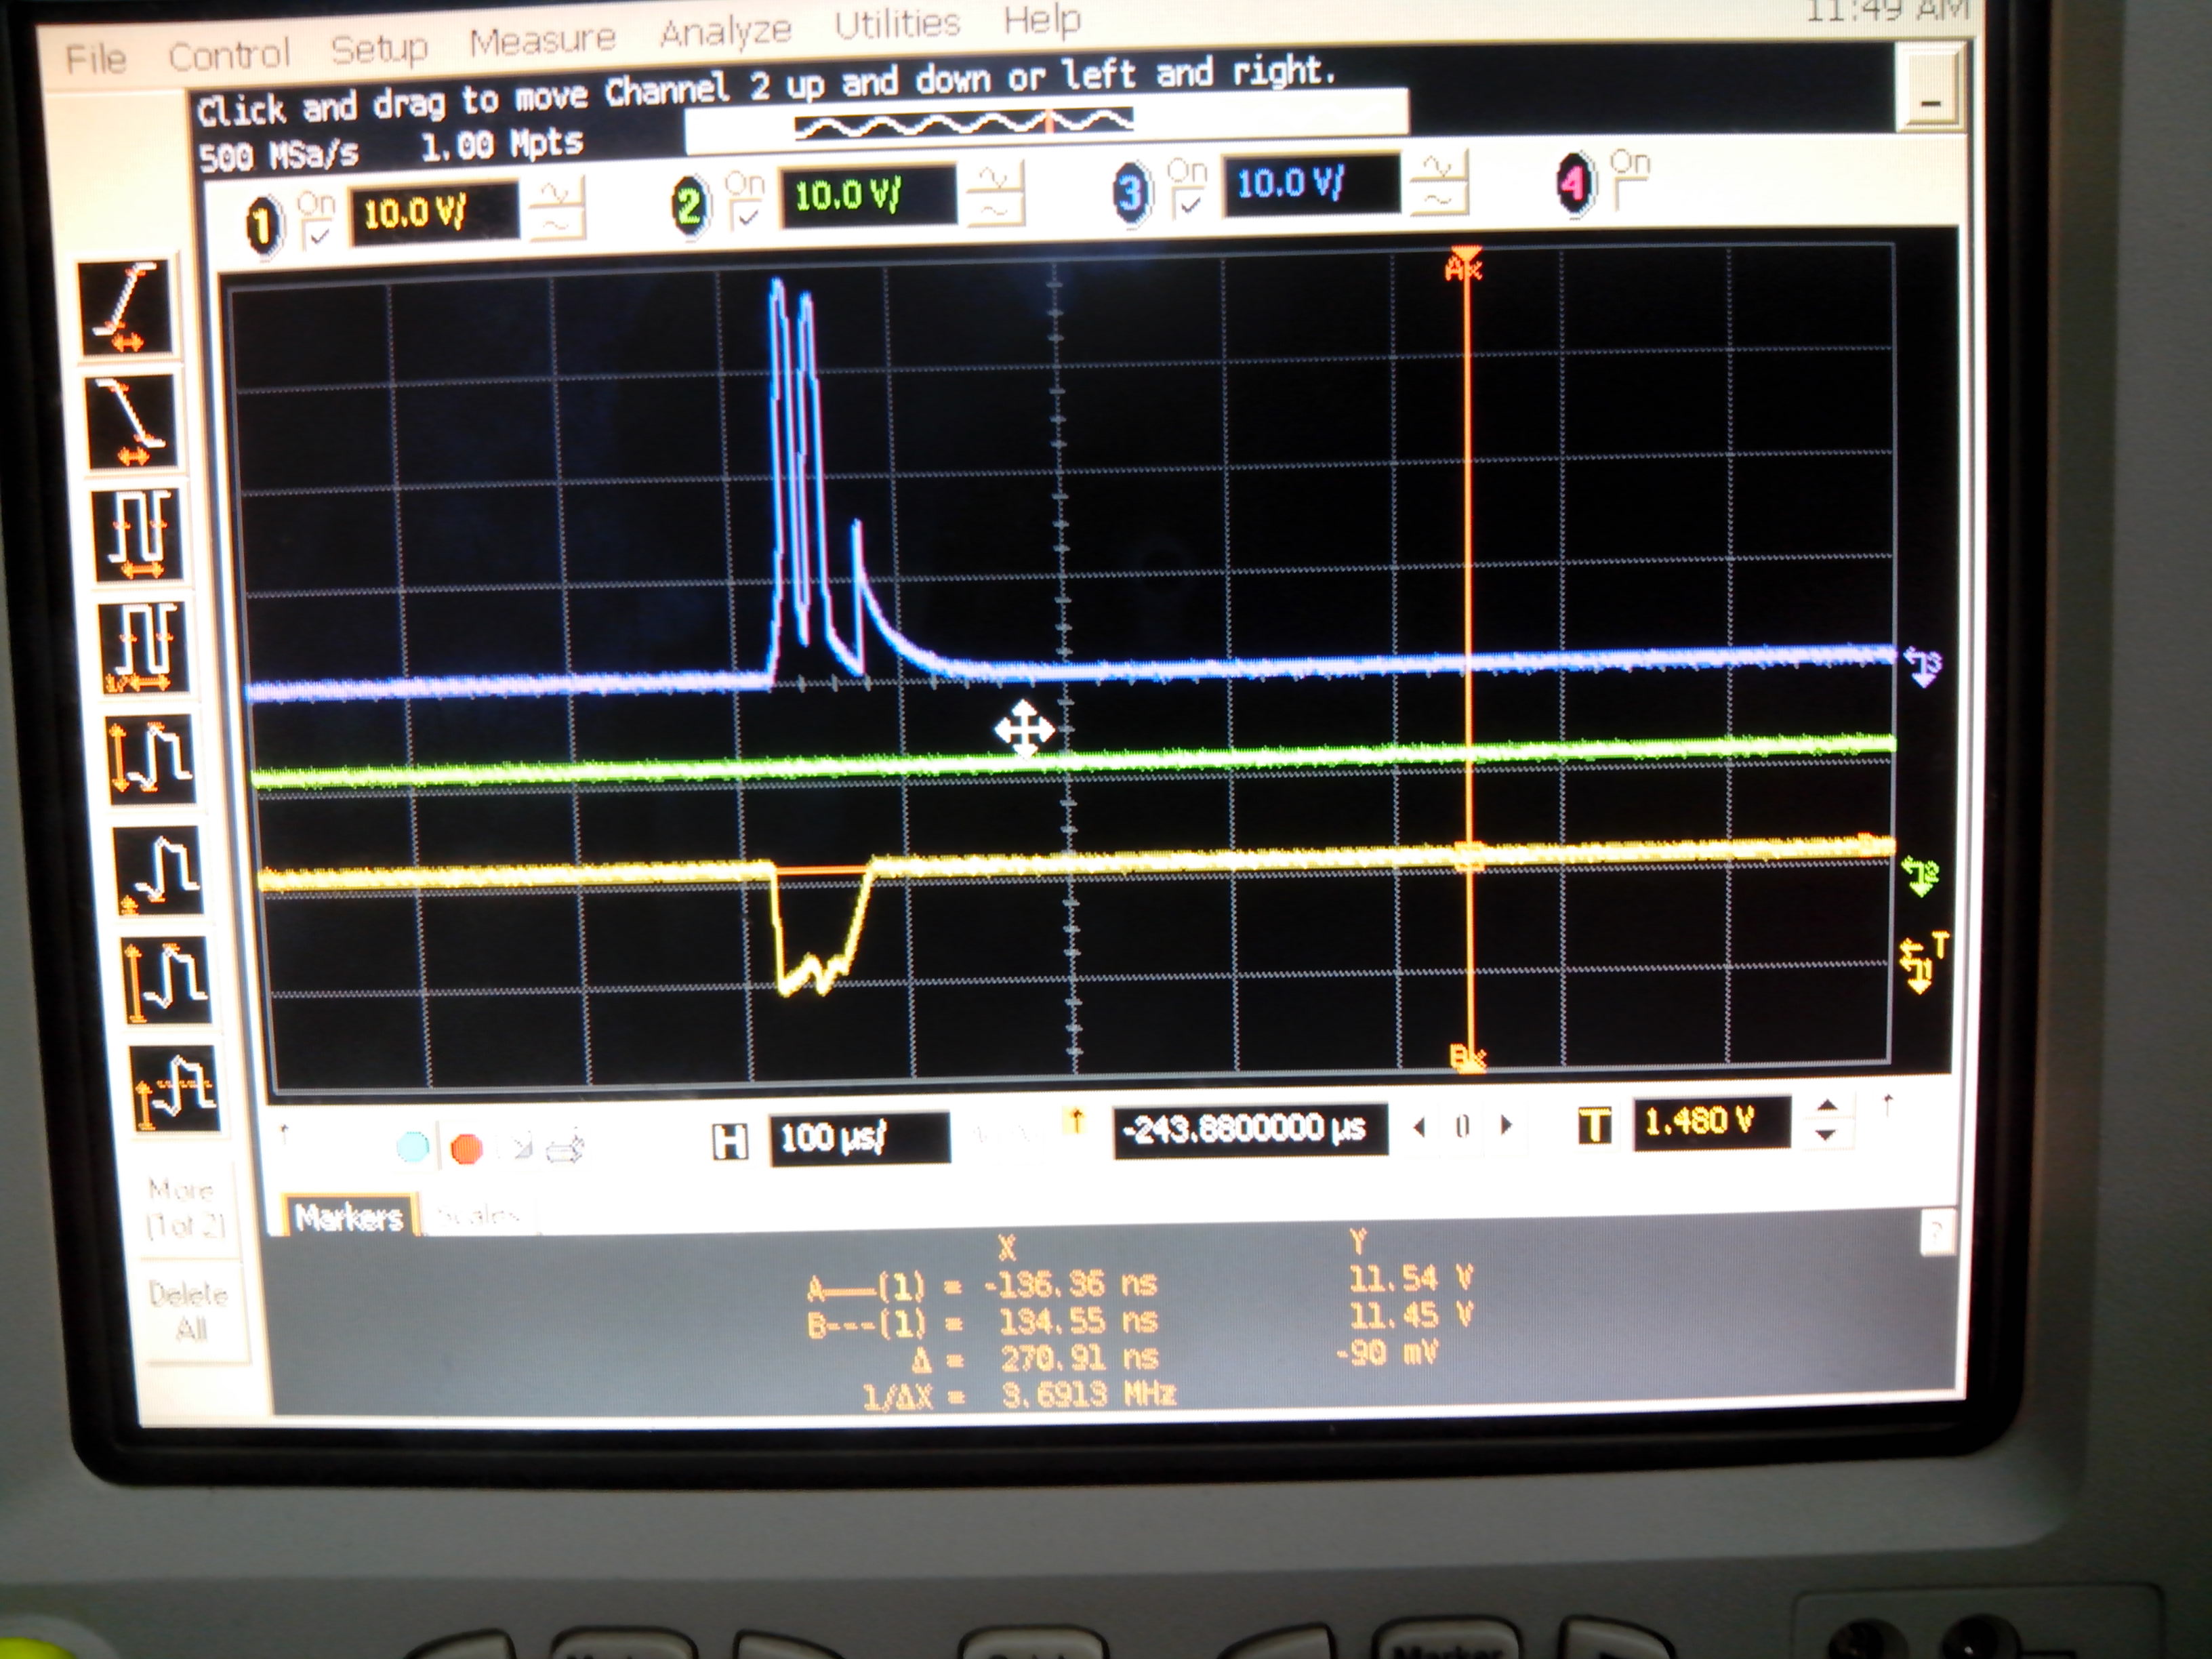 11:49 AM
File Control Setup Measure Analyze Utilities Help
Click and drag to move Channel 2 up and down or left and right.
500 MSa/s 1.00 Mpts
1 On 10.0 V/ 2 On 10.0 V/ 3 On 10.0 V/ 4 On
Ax
3
2
T
1
Bx
H 100 µs/ -243.8800000 µs 0 T 1.480 V
More
(1 of 2)
Delete
All
Markers Scales
?
X Y
A——(1) = -136.36 ns 11.54 V
B---(1) = 134.55 ns 11.45 V
Δ = 270.91 ns -90 mV
1/ΔX = 3.6913 MHz